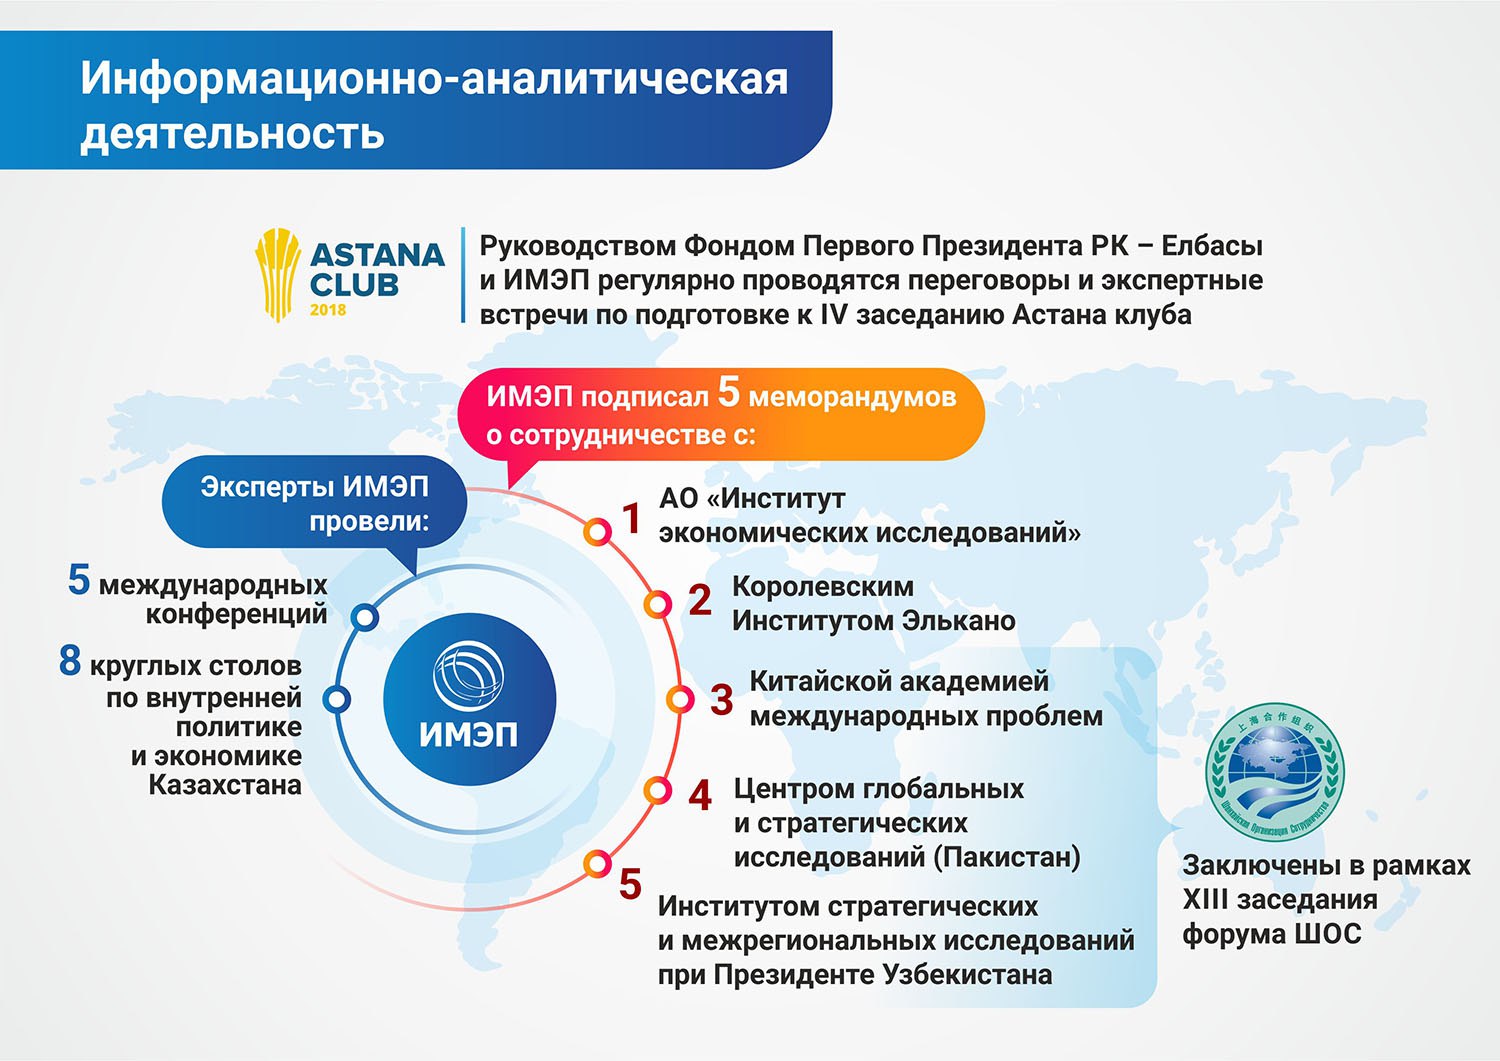 Информационно-аналитическая
деятельность
ASTANA
CLUB
2018
Руководством Фондом Первого Президента РК – Елбасы
и ИМЭП регулярно проводятся переговоры и экспертные
встречи по подготовке к IV заседанию Астана клуба
ИМЭП подписал 5 меморандумов
о сотрудничестве с:
Эксперты ИМЭП
провели:
5 международных
конференций
8 круглых столов
по внутренней
политике
и экономике
Казахстана
ИМЭП
1 АО «Институт
экономических исследований»
2 Королевским
Институтом Элькано
3 Китайской академией
международных проблем
4 Центром глобальных
и стратегических
исследований (Пакистан)
5 Институтом стратегических
и межрегиональных исследований
при Президенте Узбекистана
上海合作组织
Шанхайская Организация Сотрудничества
Заключены в рамках
XIII заседания
форума ШОС